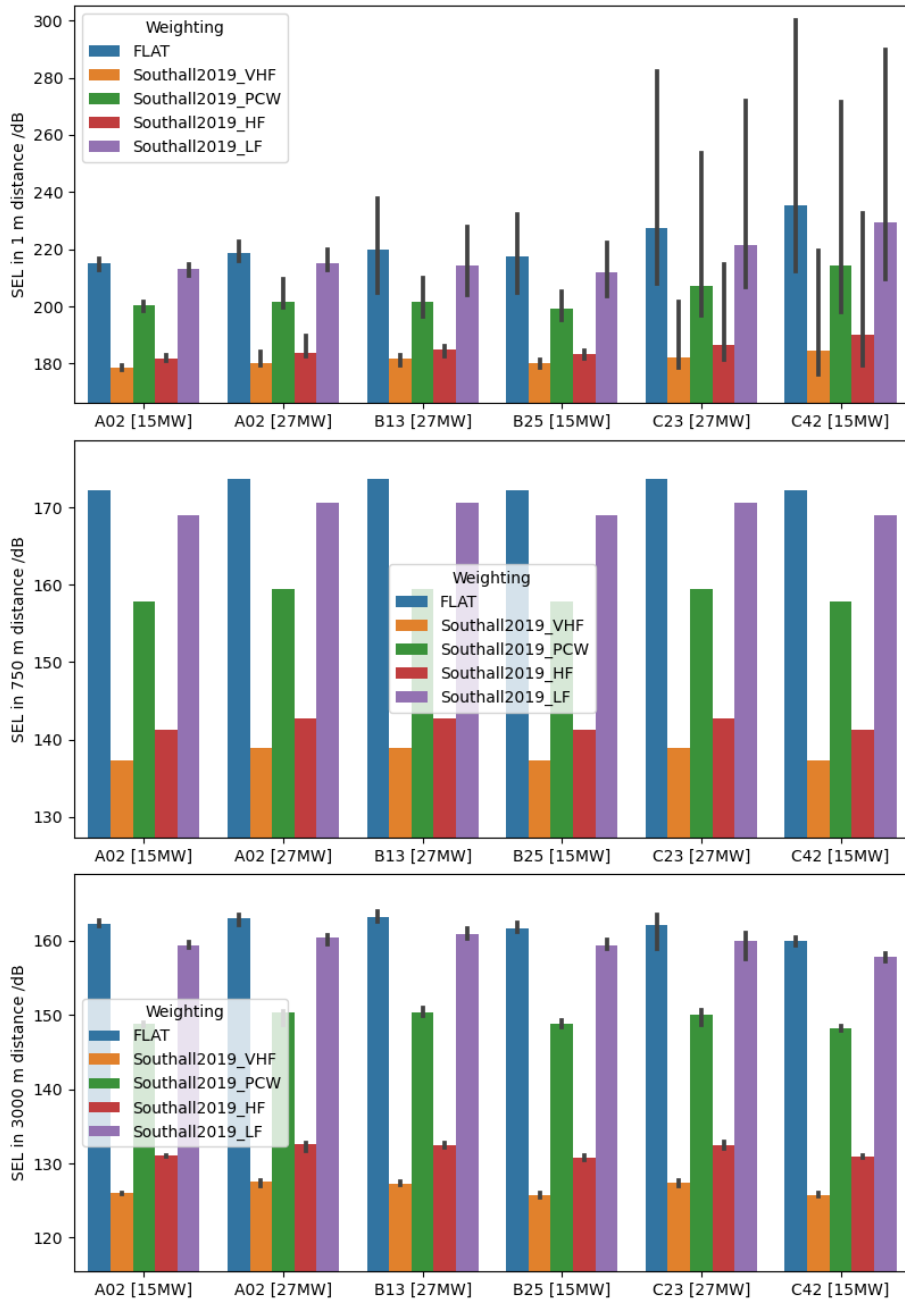 300
280
260
240
220
200
180
SEL in 1 m distance /dB
Weighting
FLAT
Southall2019_VHF
Southall2019_PCW
Southall2019_HF
Southall2019_LF
A02 [15MW] A02 [27MW] B13 [27MW] B25 [15MW] C23 [27MW] C42 [15MW]
170
160
150
140
130
SEL in 750 m distance /dB
Weighting
FLAT
Southall2019_VHF
Southall2019_PCW
Southall2019_HF
Southall2019_LF
A02 [15MW] A02 [27MW] B13 [27MW] B25 [15MW] C23 [27MW] C42 [15MW]
160
150
140
130
120
SEL in 3000 m distance /dB
Weighting
FLAT
Southall2019_VHF
Southall2019_PCW
Southall2019_HF
Southall2019_LF
A02 [15MW] A02 [27MW] B13 [27MW] B25 [15MW] C23 [27MW] C42 [15MW]